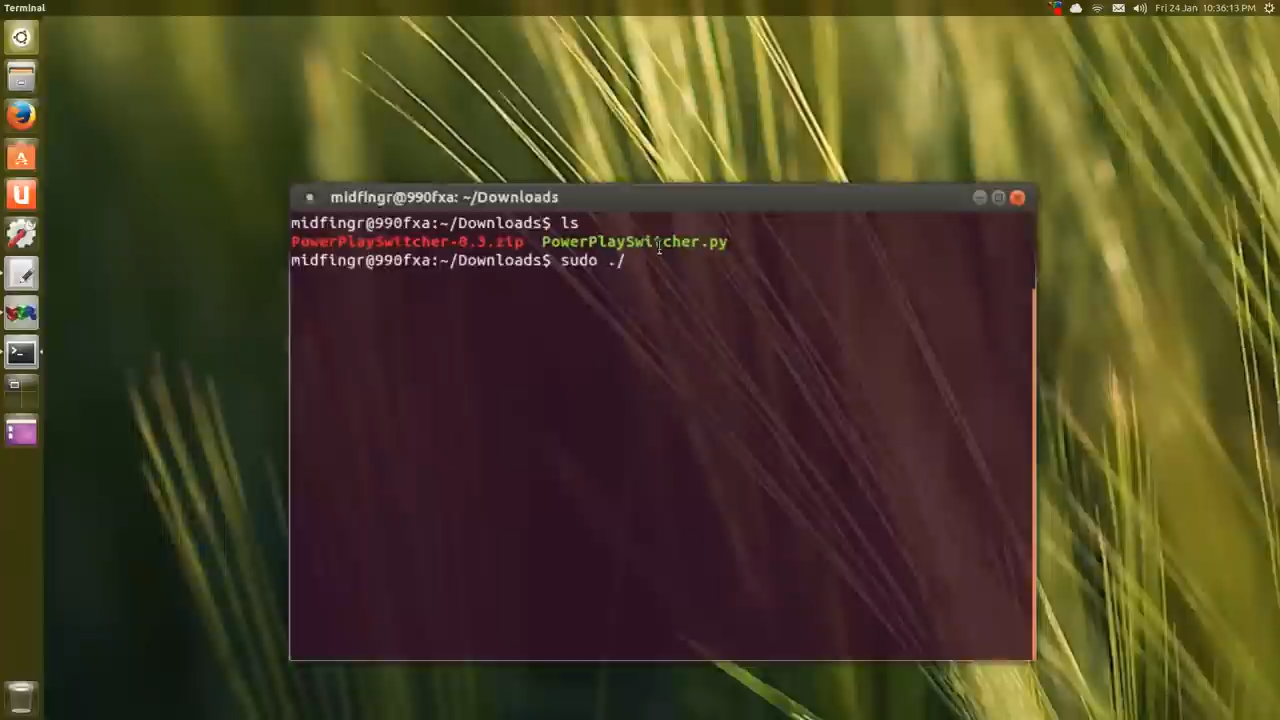 Terminal
Fri 24 Jan 10:36:13 PM
midfingr@990fxa: ~/Downloads
midfingr@990fxa:~/Downloads$ ls
PowerPlaySwitcher-0.3.zip PowerPlaySwitcher.py
midfingr@990fxa:~/Downloads$ sudo ./